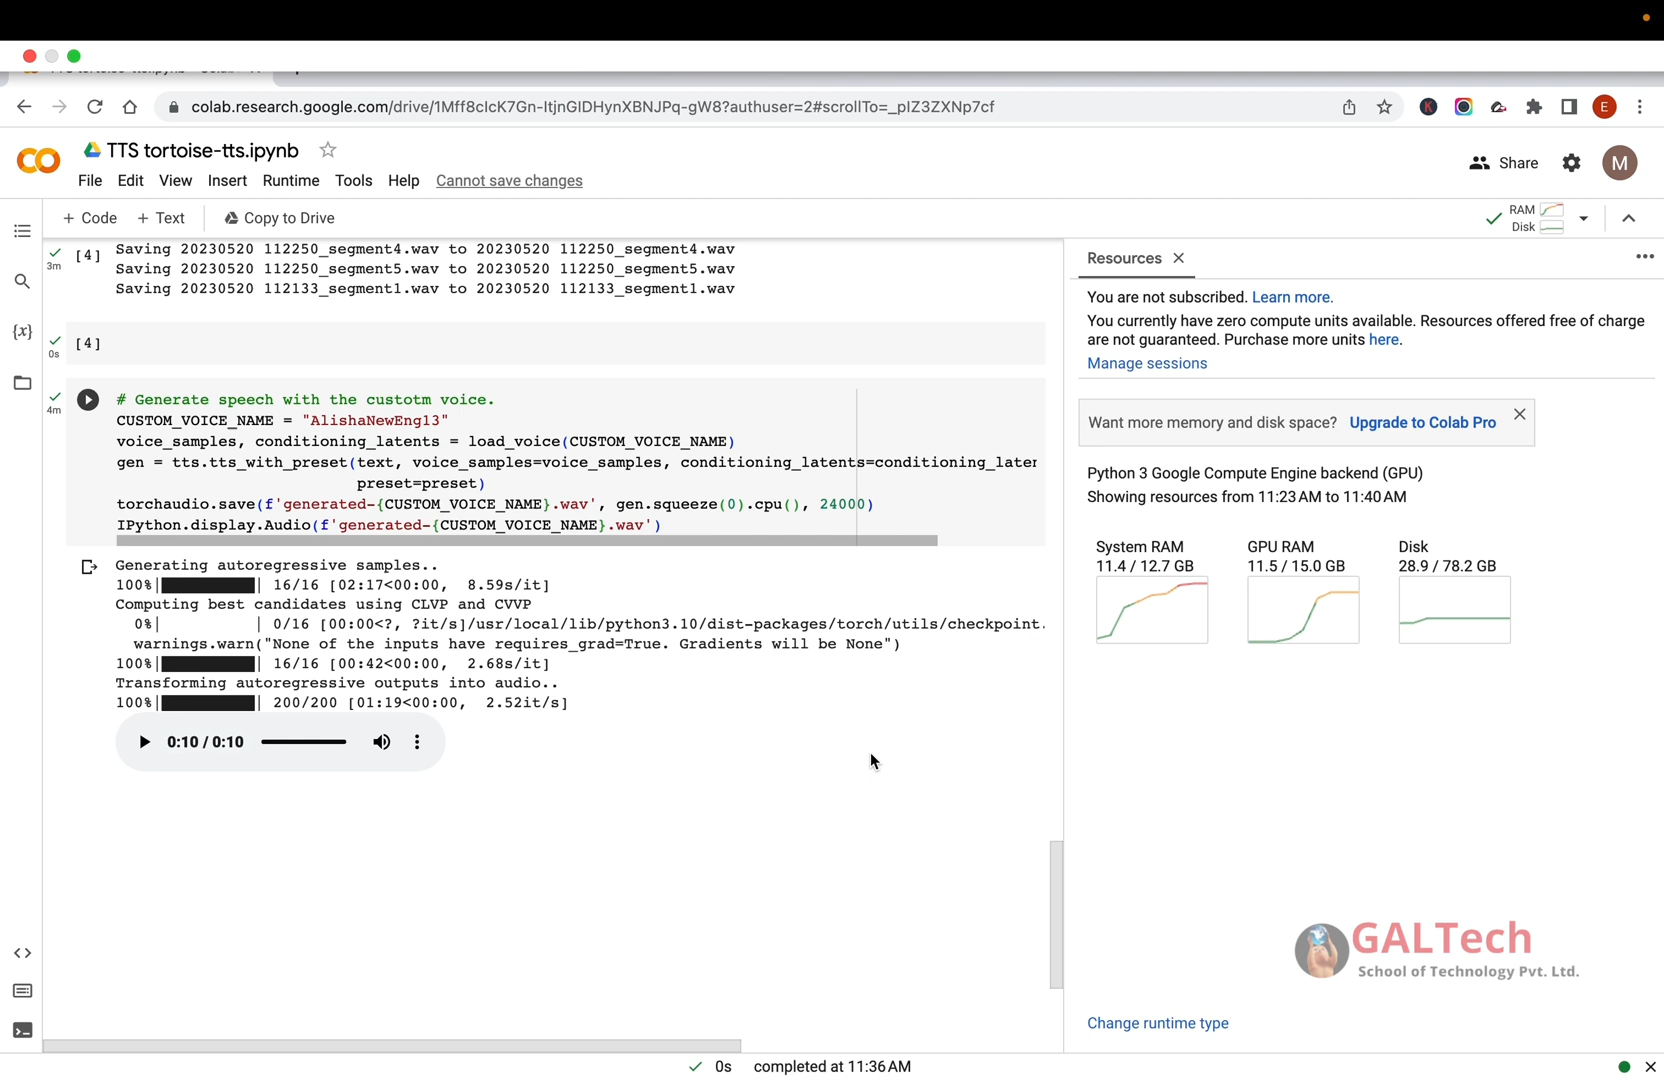 colab.research.google.com/drive/1Mff8cIcK7Gn-ItjnGIDHynXBNJPq-gW8?authuser=2#scrollTo=_pIZ3ZXNp7cf
K
E
CO
TTS tortoise-tts.ipynb
File Edit View Insert Runtime Tools Help Cannot save changes
Share
M
+ Code + Text Copy to Drive
RAM
Disk
3m
[4]
Saving 20230520 112250_segment4.wav to 20230520 112250_segment4.wav
Saving 20230520 112250_segment5.wav to 20230520 112250_segment5.wav
Saving 20230520 112133_segment1.wav to 20230520 112133_segment1.wav
{x}
0s
[4]
4m
# Generate speech with the custotm voice.
CUSTOM_VOICE_NAME = "AlishaNewEng13"
voice_samples, conditioning_latents = load_voice(CUSTOM_VOICE_NAME)
gen = tts.tts_with_preset(text, voice_samples=voice_samples, conditioning_latents=conditioning_later
preset=preset)
torchaudio.save(f'generated-{CUSTOM_VOICE_NAME}.wav', gen.squeeze(0).cpu(), 24000)
IPython.display.Audio(f'generated-{CUSTOM_VOICE_NAME}.wav')
Generating autoregressive samples..
100%| | 16/16 [02:17<00:00, 8.59s/it]
Computing best candidates using CLVP and CVVP
0%| | 0/16 [00:00<?, ?it/s]/usr/local/lib/python3.10/dist-packages/torch/utils/checkpoint.
warnings.warn("None of the inputs have requires_grad=True. Gradients will be None")
100%| | 16/16 [00:42<00:00, 2.68s/it]
Transforming autoregressive outputs into audio..
100%| | 200/200 [01:19<00:00, 2.52it/s]
0:10 / 0:10
Resources
You are not subscribed. Learn more.
You currently have zero compute units available. Resources offered free of charge
are not guaranteed. Purchase more units here.
Manage sessions
Want more memory and disk space? Upgrade to Colab Pro
Python 3 Google Compute Engine backend (GPU)
Showing resources from 11:23 AM to 11:40 AM
System RAM
11.4 / 12.7 GB
GPU RAM
11.5 / 15.0 GB
Disk
28.9 / 78.2 GB
GALTech
School of Technology Pvt. Ltd.
Change runtime type
0s completed at 11:36 AM